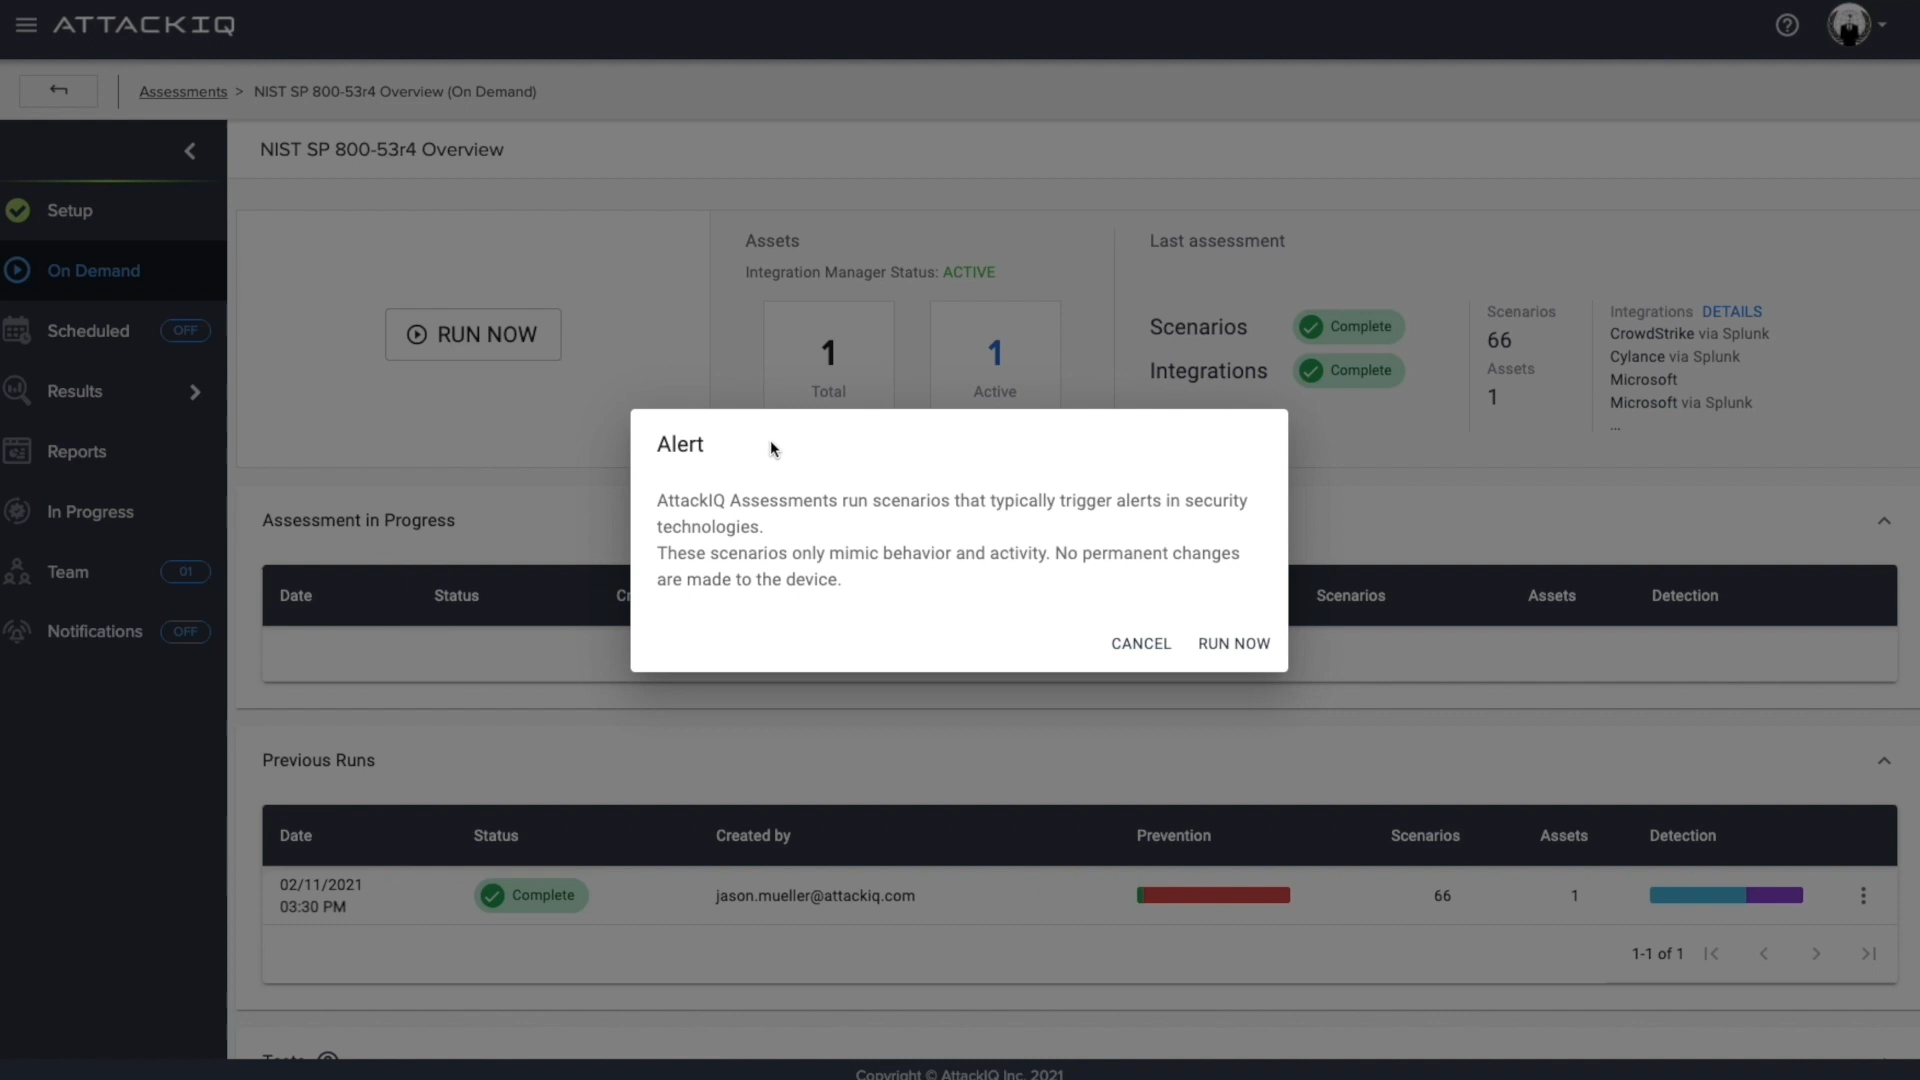 ATTACKIQ
Assessments > NIST SP 800-53r4 Overview (On Demand)
NIST SP 800-53r4 Overview
Setup
On Demand
Scheduled OFF
Results
Reports
In Progress
Team 01
Notifications OFF
RUN NOW
Assets
Integration Manager Status: ACTIVE
1
Total
1
Active
Last assessment
Scenarios Complete
Integrations Complete
Scenarios
66
Assets
1
Integrations DETAILS
CrowdStrike via Splunk
Cylance via Splunk
Microsoft
Microsoft via Splunk
...
Alert
AttackIQ Assessments run scenarios that typically trigger alerts in security
technologies.
These scenarios only mimic behavior and activity. No permanent changes
are made to the device.
CANCEL RUN NOW
Assessment in Progress
Date Status Scenarios Assets Detection
Previous Runs
Date Status Created by Prevention Scenarios Assets Detection
02/11/2021
03:30 PM
Complete jason.mueller@attackiq.com 66 1
1-1 of 1
Copyright © AttackIQ Inc. 2021